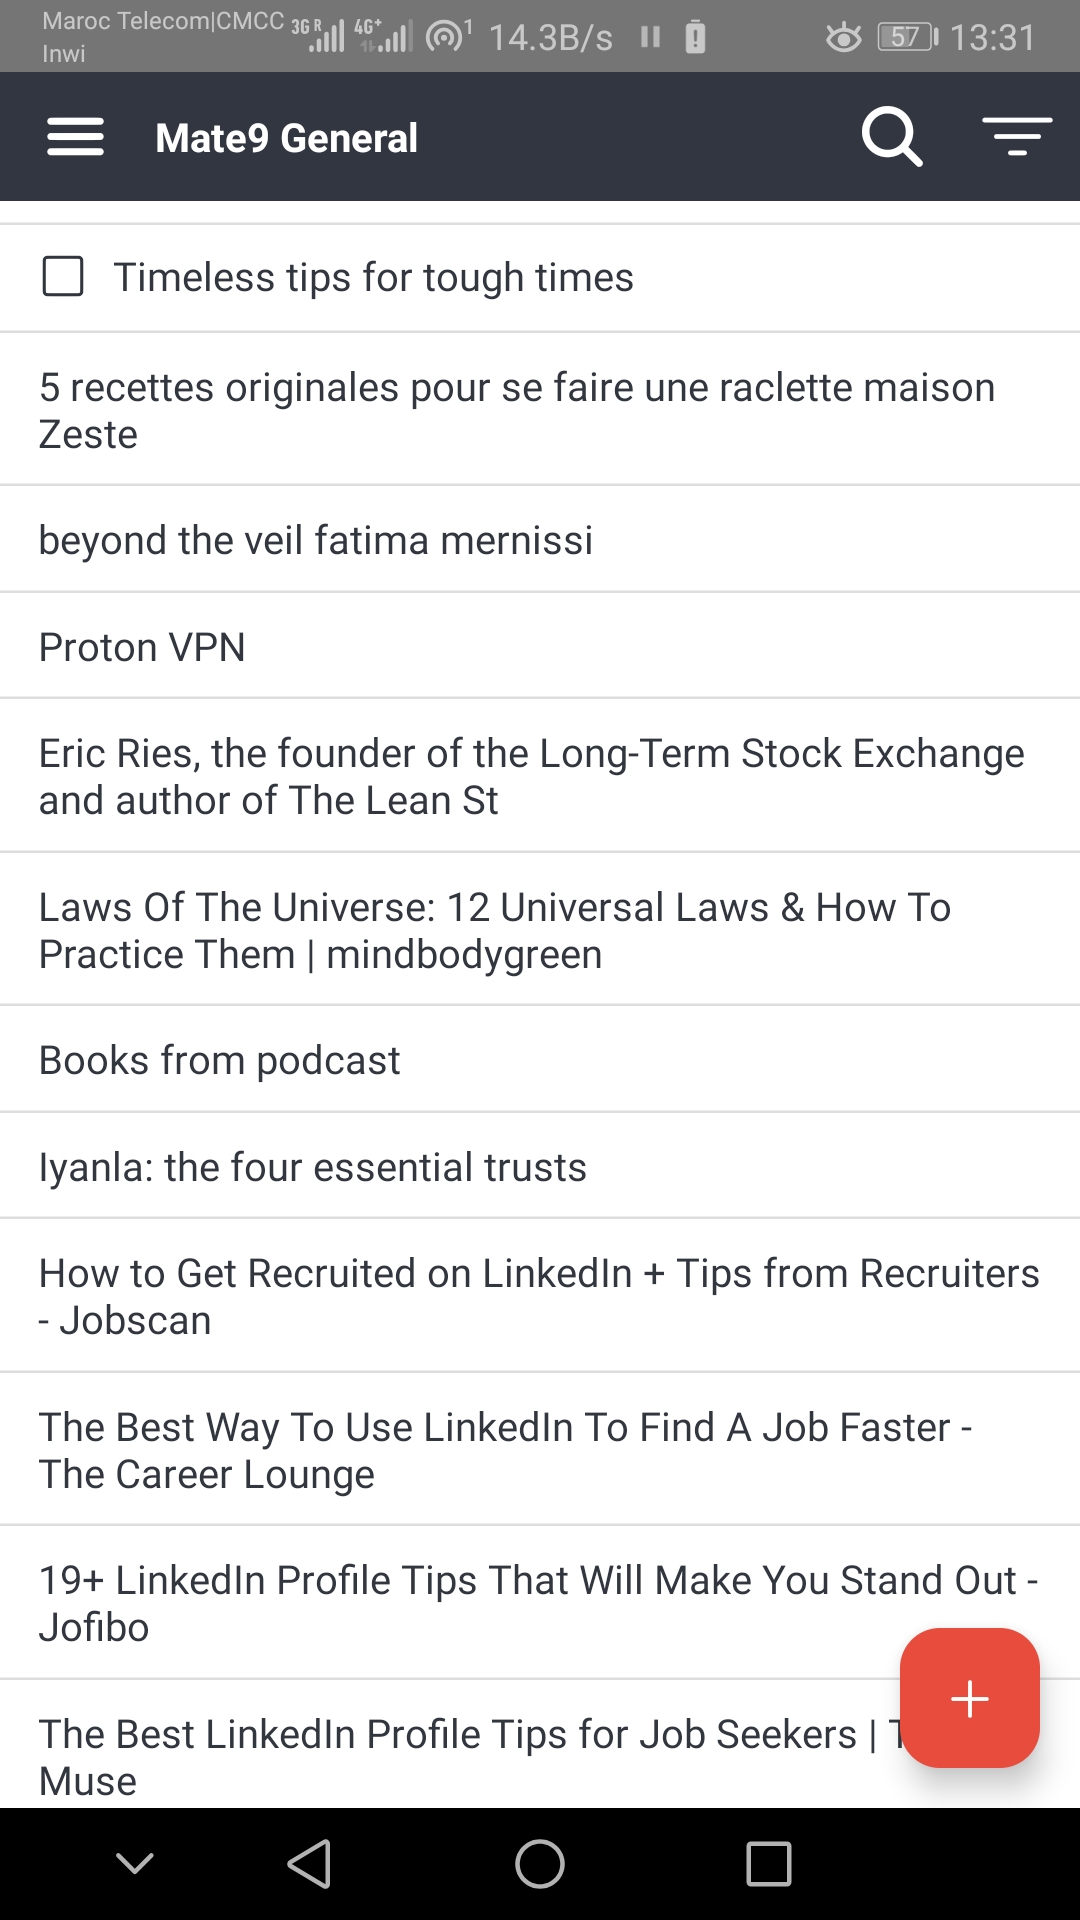 Maroc Telecom|CMCC
Inwi
3G R 4G+ 1 14.3B/s 57 13:31
Mate9 General
Timeless tips for tough times
5 recettes originales pour se faire une raclette maison
Zeste
beyond the veil fatima mernissi
Proton VPN
Eric Ries, the founder of the Long-Term Stock Exchange
and author of The Lean St
Laws Of The Universe: 12 Universal Laws & How To
Practice Them | mindbodygreen
Books from podcast
Iyanla: the four essential trusts
How to Get Recruited on LinkedIn + Tips from Recruiters
- Jobscan
The Best Way To Use LinkedIn To Find A Job Faster -
The Career Lounge
19+ LinkedIn Profile Tips That Will Make You Stand Out -
Jofibo
The Best LinkedIn Profile Tips for Job Seekers |
Muse